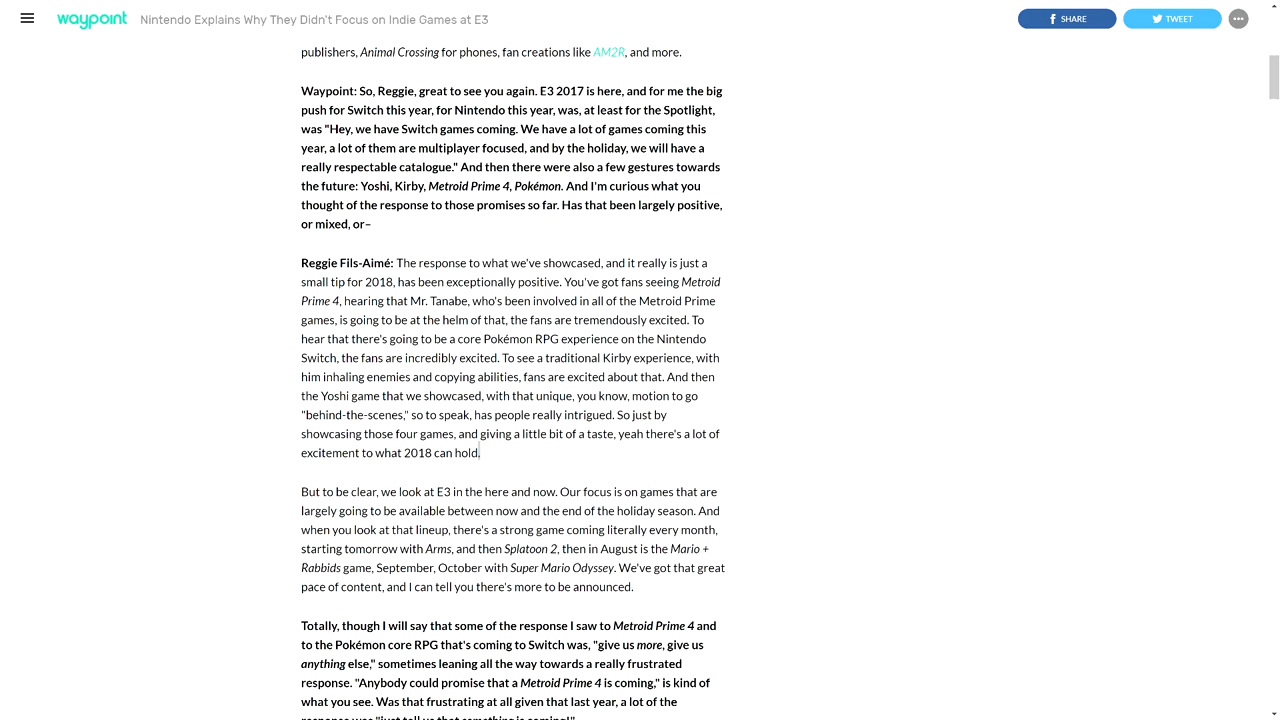 waypoint Nintendo Explains Why They Didn't Focus on Indie Games at E3 SHARE TWEET
publishers, Animal Crossing for phones, fan creations like AM2R, and more.
Waypoint: So, Reggie, great to see you again. E3 2017 is here, and for me the big
push for Switch this year, for Nintendo this year, was, at least for the Spotlight,
was "Hey, we have Switch games coming. We have a lot of games coming this
year, a lot of them are multiplayer focused, and by the holiday, we will have a
really respectable catalogue." And then there were also a few gestures towards
the future: Yoshi, Kirby, Metroid Prime 4, Pokémon. And I'm curious what you
thought of the response to those promises so far. Has that been largely positive,
or mixed, or–
Reggie Fils-Aimé: The response to what we've showcased, and it really is just a
small tip for 2018, has been exceptionally positive. You've got fans seeing Metroid
Prime 4, hearing that Mr. Tanabe, who's been involved in all of the Metroid Prime
games, is going to be at the helm of that, the fans are tremendously excited. To
hear that there's going to be a core Pokémon RPG experience on the Nintendo
Switch, the fans are incredibly excited. To see a traditional Kirby experience, with
him inhaling enemies and copying abilities, fans are excited about that. And then
the Yoshi game that we showcased, with that unique, you know, motion to go
"behind-the-scenes," so to speak, has people really intrigued. So just by
showcasing those four games, and giving a little bit of a taste, yeah there's a lot of
excitement to what 2018 can hold.
But to be clear, we look at E3 in the here and now. Our focus is on games that are
largely going to be available between now and the end of the holiday season. And
when you look at that lineup, there's a strong game coming literally every month,
starting tomorrow with Arms, and then Splatoon 2, then in August is the Mario +
Rabbids game, September, October with Super Mario Odyssey. We've got that great
pace of content, and I can tell you there's more to be announced.
Totally, though I will say that some of the response I saw to Metroid Prime 4 and
to the Pokémon core RPG that's coming to Switch was, "give us more, give us
anything else," sometimes leaning all the way towards a really frustrated
response. "Anybody could promise that a Metroid Prime 4 is coming," is kind of
what you see. Was that frustrating at all given that last year, a lot of the
response was "just tell us that something is coming!"